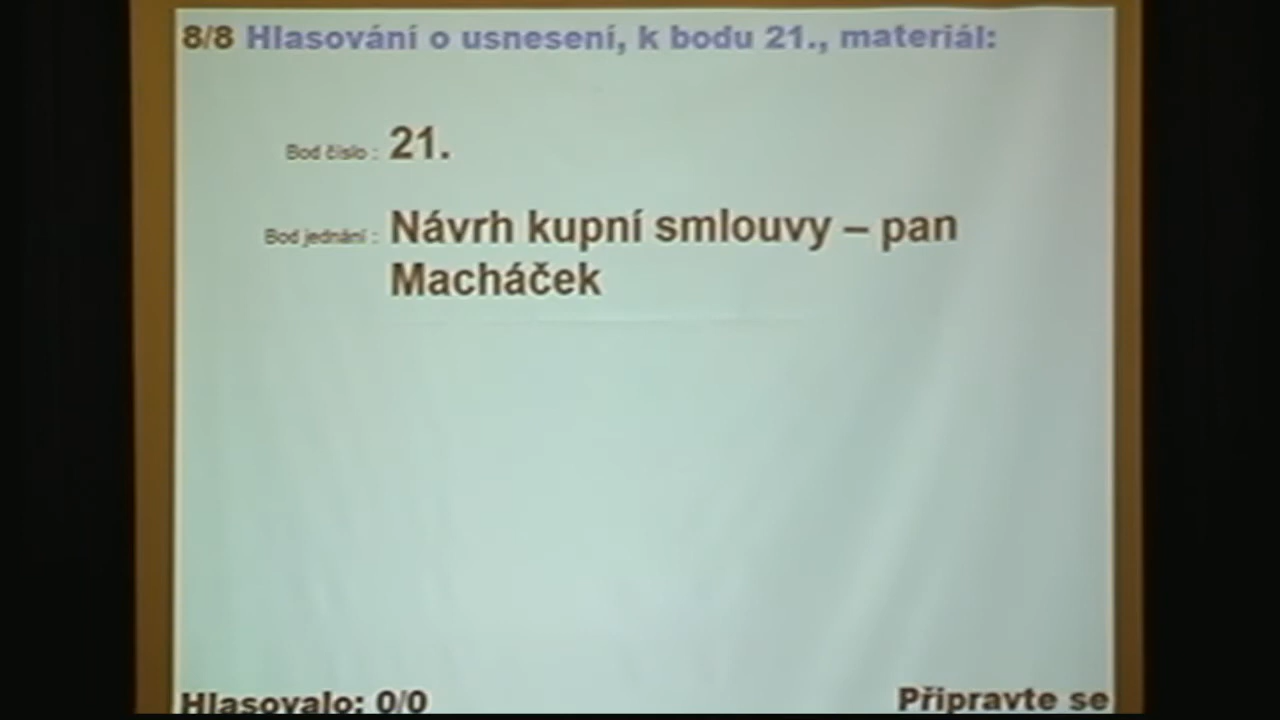 8/8 Hlasování o usnesení, k bodu 21., materiál:
Bod číslo : 21.
Bod jednání : Návrh kupní smlouvy – pan
Macháček
Hlasovalo: 0/0
Připravte se